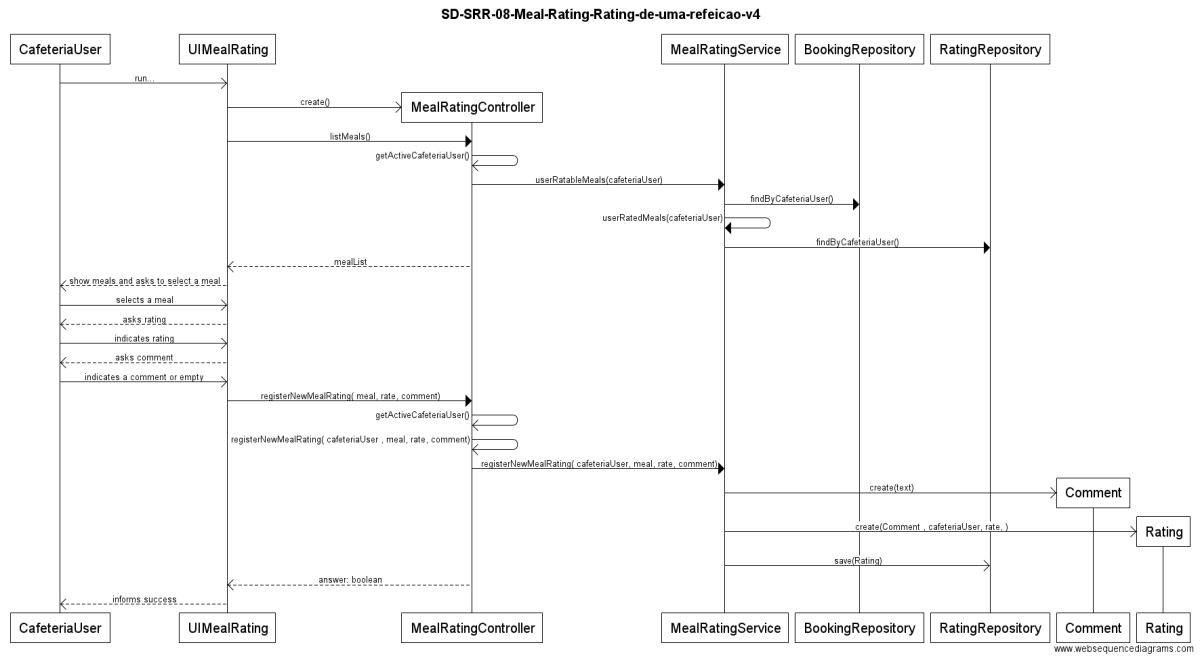 SD-SRR-08-Meal-Rating-Rating-de-uma-refeicao-v4
CafeteriaUser
UIMealRating
MealRatingService
BookingRepository
RatingRepository
run...
create()
MealRatingController
listMeals()
getActiveCafeteriaUser()
userRatableMeals(cafeteriaUser)
findByCafeteriaUser()
userRatedMeals(cafeteriaUser)
findByCafeteriaUser()
mealList
show meals and asks to select a meal
selects a meal
asks rating
indicates rating
asks comment
indicates a comment or empty
registerNewMealRating( meal, rate, comment)
getActiveCafeteriaUser()
registerNewMealRating( cafeteriaUser , meal, rate, comment)
registerNewMealRating( cafeteriaUser, meal, rate, comment)
create(text)
Comment
create(Comment , cafeteriaUser, rate, )
Rating
save(Rating)
answer: boolean
informs success
CafeteriaUser
UIMealRating
MealRatingController
MealRatingService
BookingRepository
RatingRepository
Comment
Rating
www.websequencediagrams.com